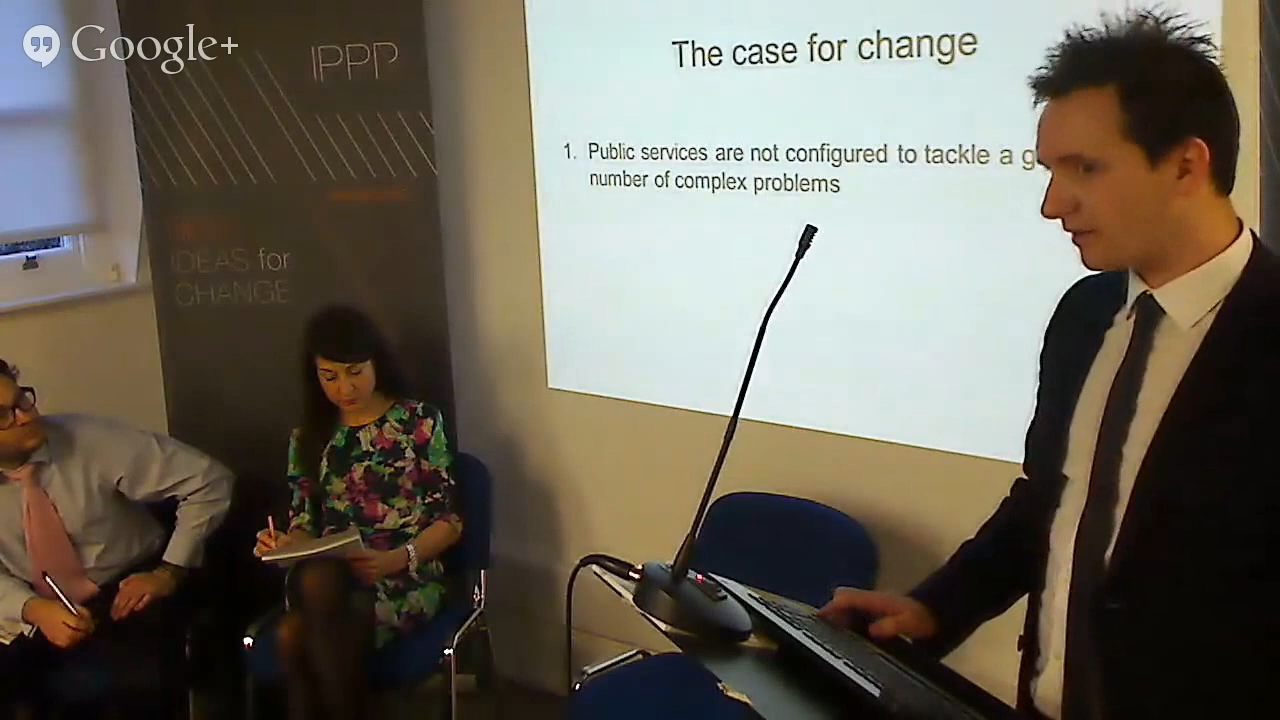 Google+
IPPP
The case for change
1. Public services are not configured to tackle a g
number of complex problems
IDEAS for
CHANGE